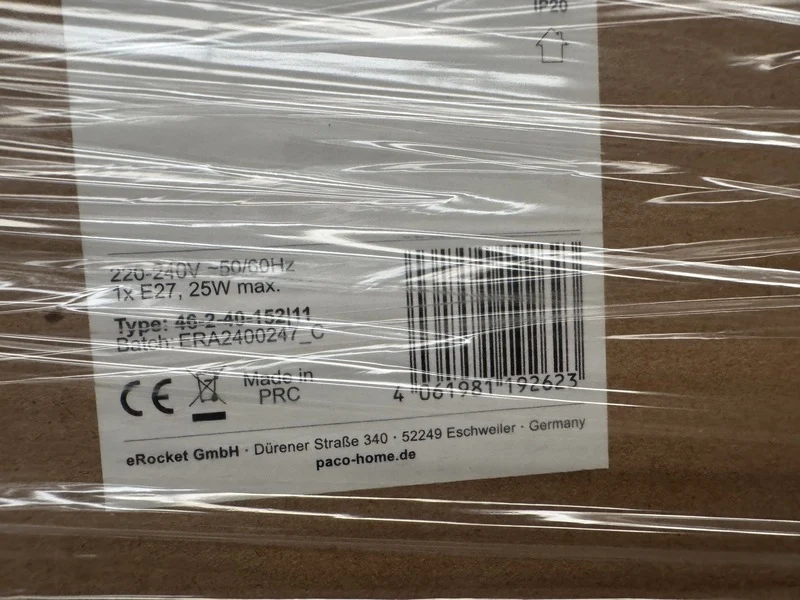 IP20
220-240V ~50/60Hz
1x E27, 25W max.
Type: 46-2-40-152|11
Batch: ERA2400247_C
CE
Made in
PRC
4 061981 192623
eRocket GmbH · Dürener Straße 340 · 52249 Eschweiler · Germany
paco-home.de